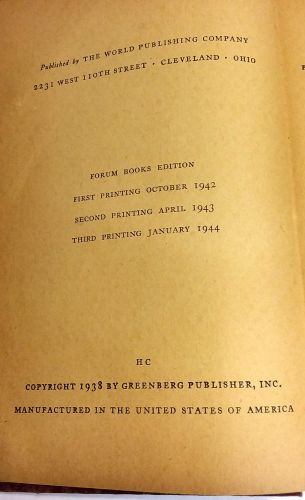 Published by THE WORLD PUBLISHING COMPANY
2231 WEST 110TH STREET · CLEVELAND · OHIO
FORUM BOOKS EDITION
FIRST PRINTING OCTOBER 1942
SECOND PRINTING APRIL 1943
THIRD PRINTING JANUARY 1944
HC
COPYRIGHT 1938 BY GREENBERG PUBLISHER, INC.
MANUFACTURED IN THE UNITED STATES OF AMERICA